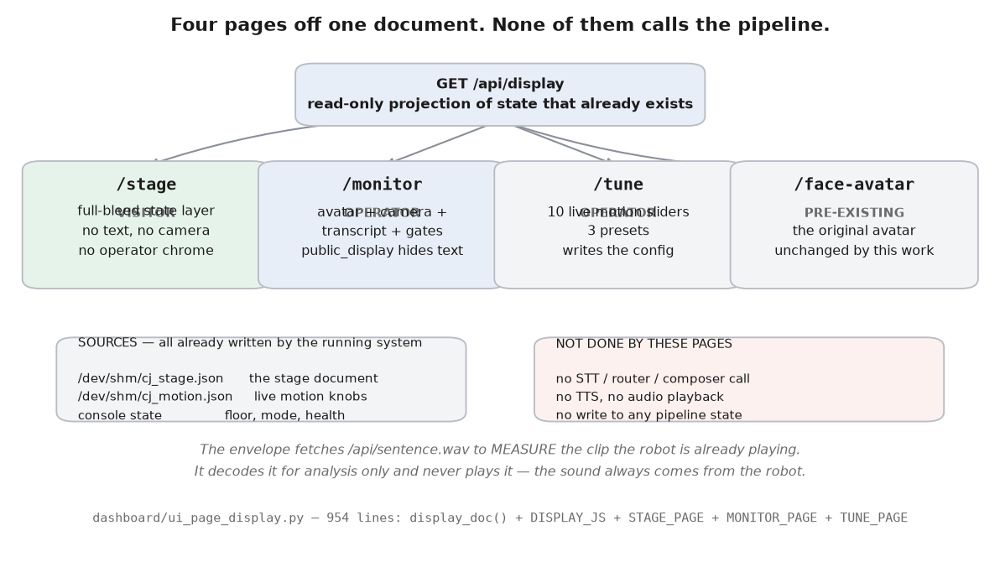 Four pages off one document. None of them calls the pipeline.
GET /api/display
read-only projection of state that already exists
/stage
VISITOR
full-bleed state layer
no text, no camera
no operator chrome
/monitor
OPERATOR
avatar + camera +
transcript + gates
public_display hides text
/tune
OPERATOR
10 live motion sliders
3 presets
writes the config
/face-avatar
PRE-EXISTING
the original avatar
unchanged by this work
SOURCES — all already written by the running system
/dev/shm/cj_stage.json the stage document
/dev/shm/cj_motion.json live motion knobs
console state floor, mode, health
NOT DONE BY THESE PAGES
no STT / router / composer call
no TTS, no audio playback
no write to any pipeline state
The envelope fetches /api/sentence.wav to MEASURE the clip the robot is already playing.
It decodes it for analysis only and never plays it — the sound always comes from the robot.
dashboard/ui_page_display.py — 954 lines: display_doc() + DISPLAY_JS + STAGE_PAGE + MONITOR_PAGE + TUNE_PAGE